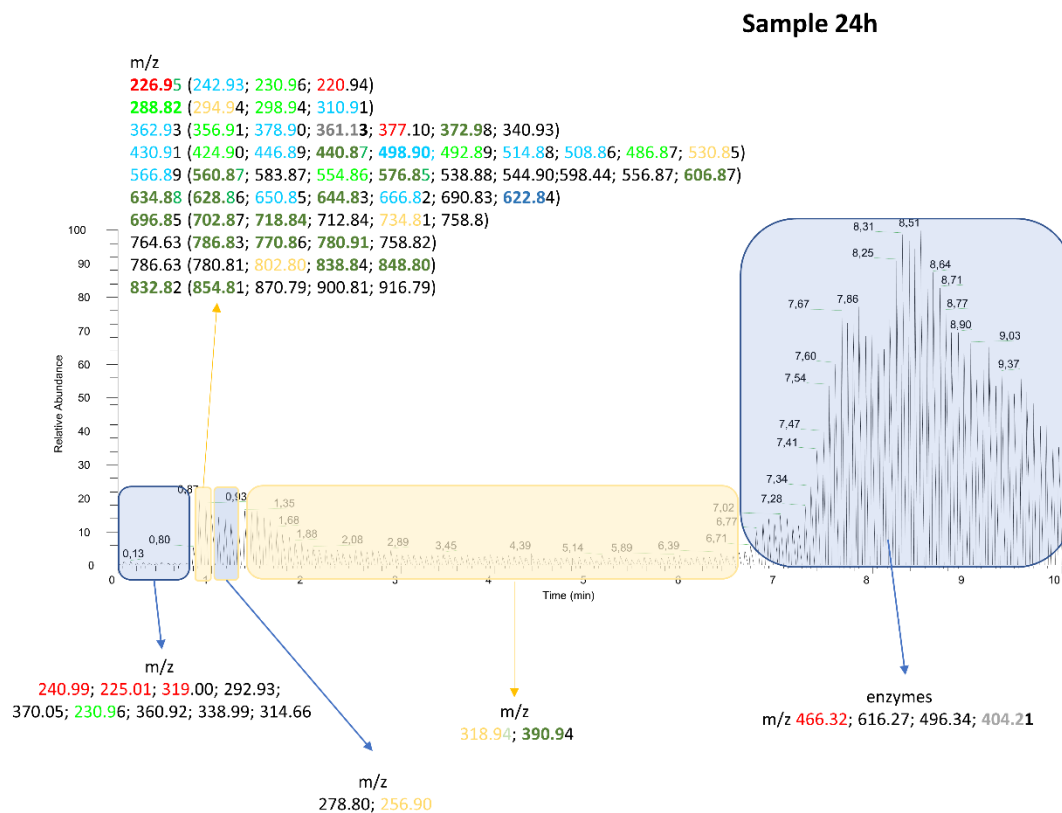 Sample 24h
m/z
226.95 (242.93; 230.96; 220.94)
288.82 (294.94; 298.94; 310.91)
362.93 (356.91; 378.90; 361.13; 377.10; 372.98; 340.93)
430.91 (424.90; 446.89; 440.87; 498.90; 492.89; 514.88; 508.86; 486.87; 530.85)
566.89 (560.87; 583.87; 554.86; 576.85; 538.88; 544.90;598.44; 556.87; 606.87)
634.88 (628.86; 650.85; 644.83; 666.82; 690.83; 622.84)
696.85 (702.87; 718.84; 712.84; 734.81; 758.8)
764.63 (786.83; 770.86; 780.91; 758.82)
786.63 (780.81; 802.80; 838.84; 848.80)
832.82 (854.81; 870.79; 900.81; 916.79)
Relative Abundance
100
90
80
70
60
50
40
30
20
10
0
0,13
0,80
0,87
0,93
1,35
1,68
1,88
2,08
2,89
3,45
4,39
5,14
5,89
6,39
6,71
6,77
7,02
7,28
7,34
7,41
7,47
7,54
7,60
7,67
7,86
8,25
8,31
8,51
8,64
8,71
8,77
8,90
9,03
9,37
0 1 2 3 4 5 6 7 8 9 10
Time (min)
m/z
240.99; 225.01; 319.00; 292.93;
370.05; 230.96; 360.92; 338.99; 314.66
m/z
278.80; 256.90
m/z
318.94; 390.94
enzymes
m/z 466.32; 616.27; 496.34; 404.21